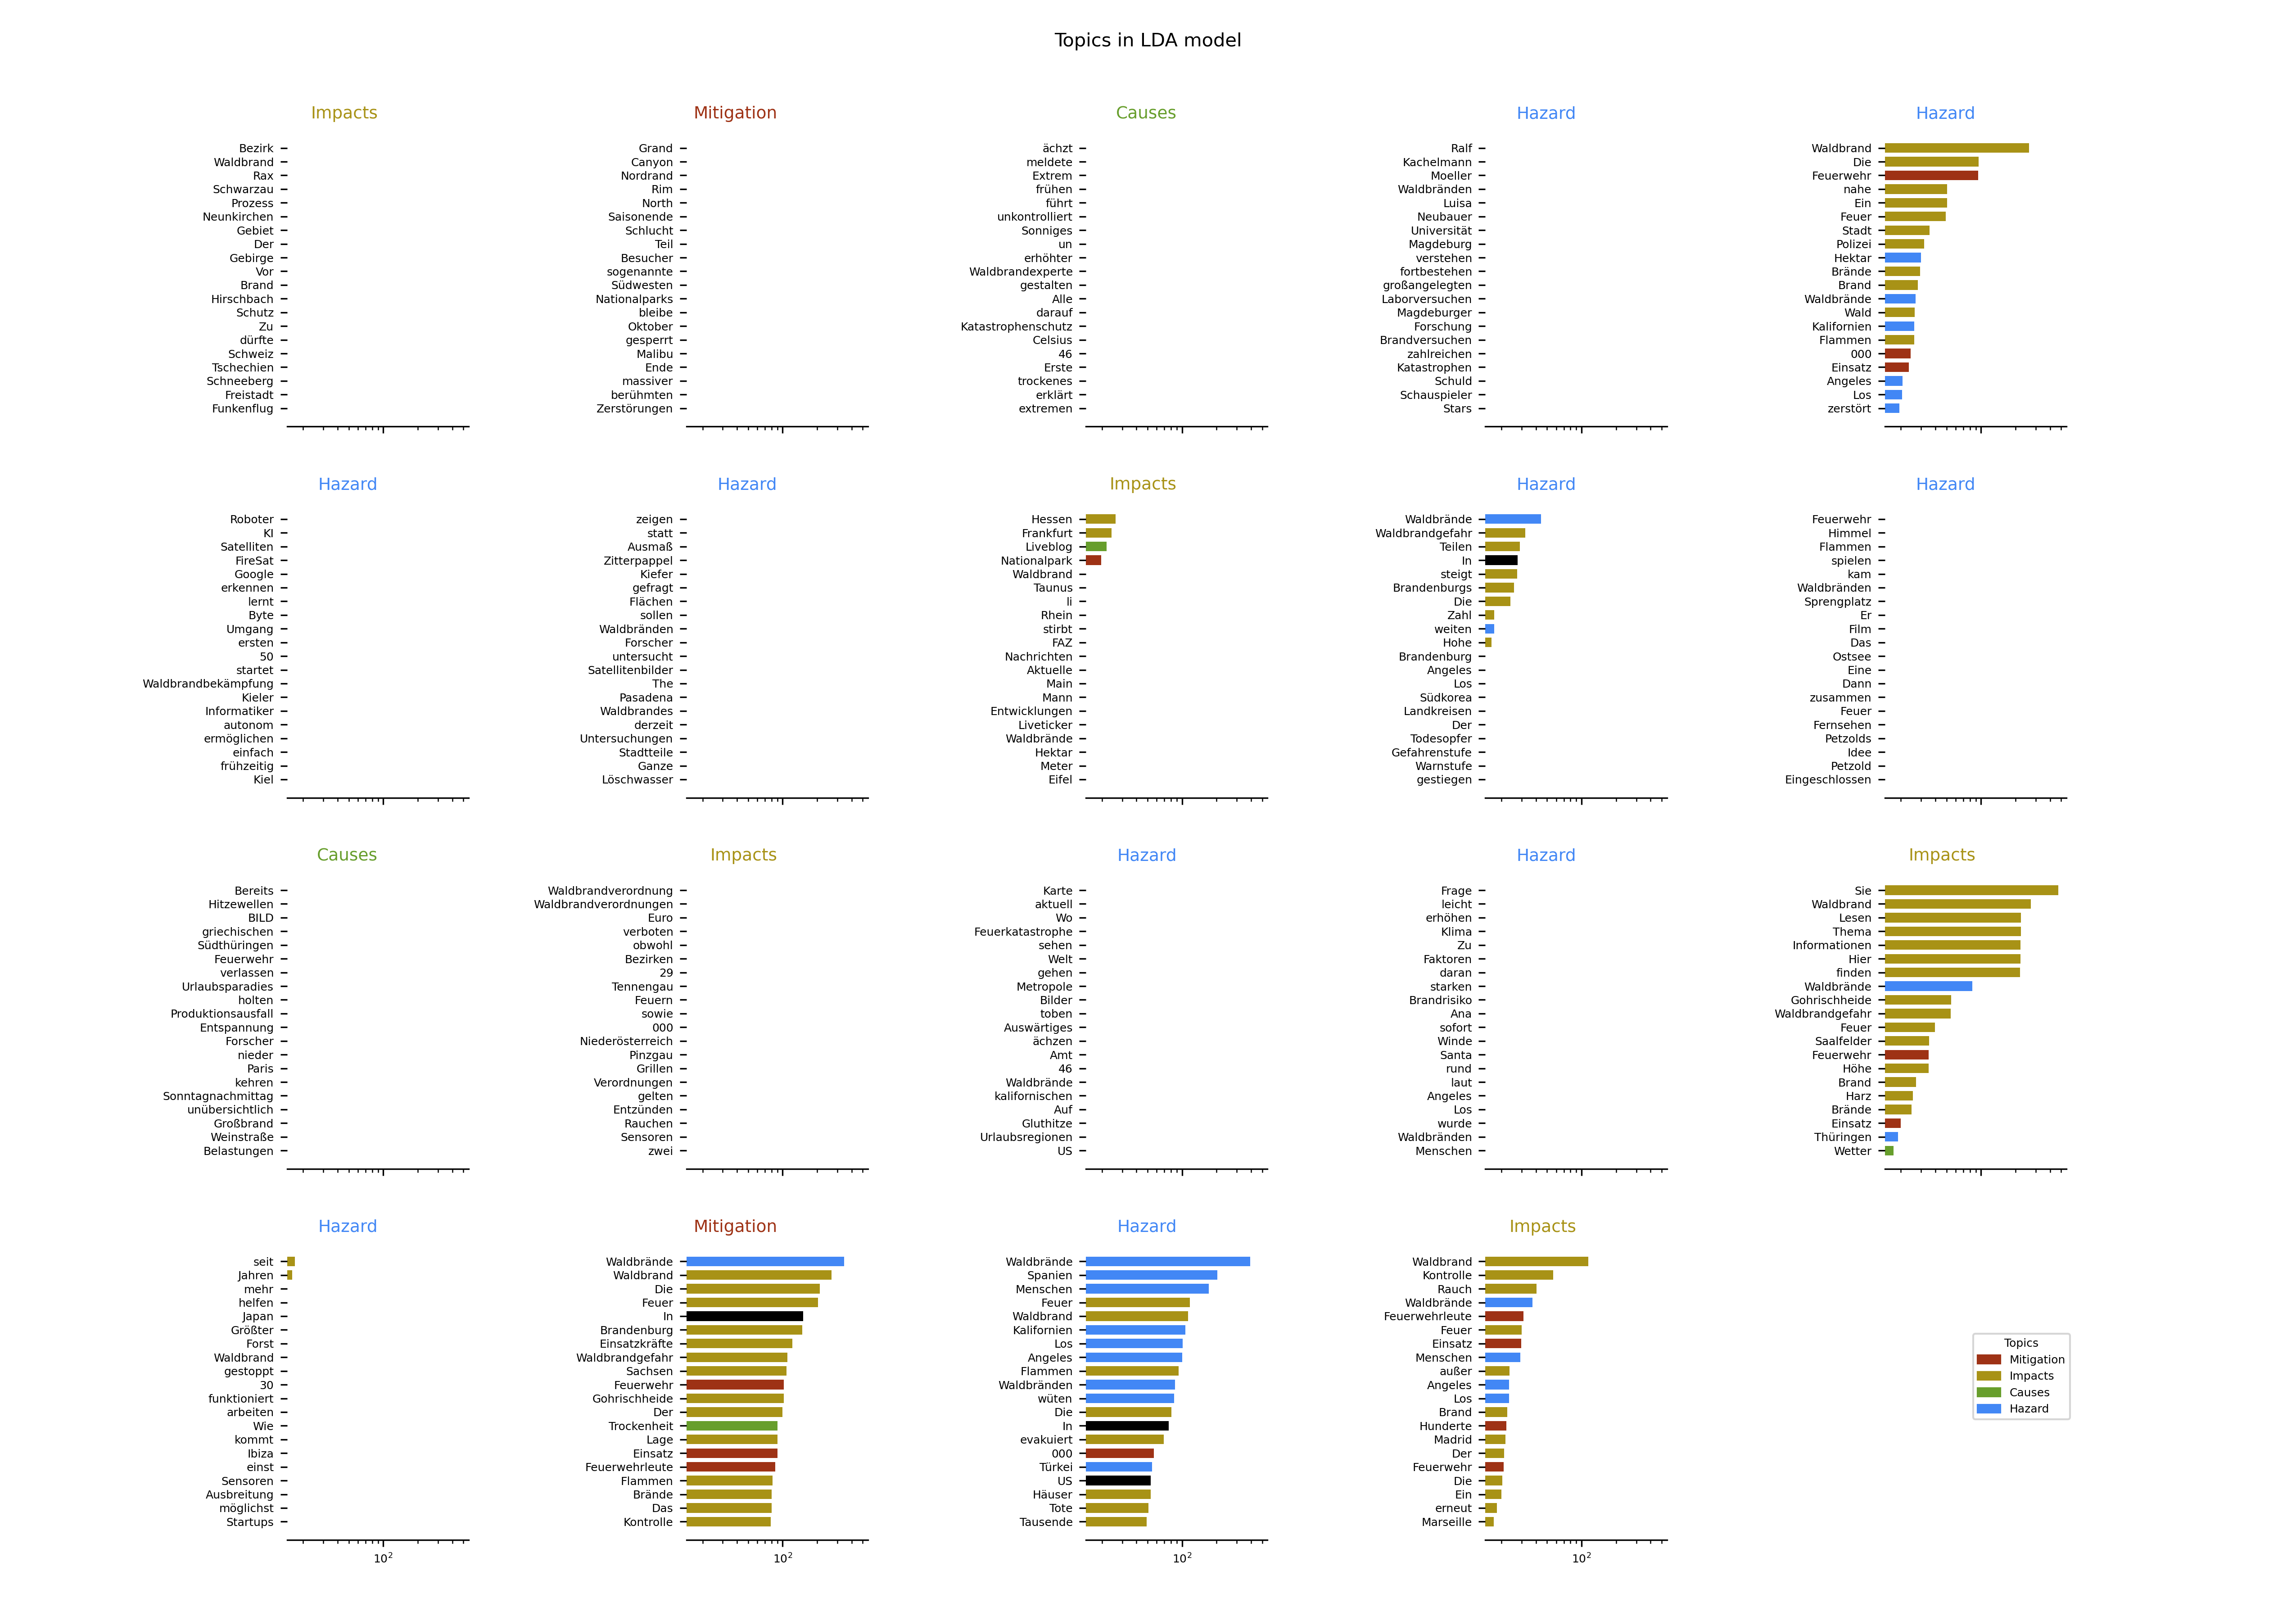 Topics in LDA model
Impacts
Bezirk
Waldbrand
Rax
Schwarzau
Prozess
Neunkirchen
Gebiet
Der
Gebirge
Vor
Brand
Hirschbach
Schutz
Zu
dürfte
Schweiz
Tschechien
Schneeberg
Freistadt
Funkenflug
Mitigation
Grand
Canyon
Nordrand
Rim
North
Saisonende
Schlucht
Teil
Besucher
sogenannte
Südwesten
Nationalparks
bleibe
Oktober
gesperrt
Malibu
Ende
massiver
berühmten
Zerstörungen
Causes
ächzt
meldete
Extrem
frühen
führt
unkontrolliert
Sonniges
un
erhöhter
Waldbrandexperte
gestalten
Alle
darauf
Katastrophenschutz
Celsius
46
Erste
trockenes
erklärt
extremen
Hazard
Ralf
Kachelmann
Moeller
Waldbränden
Luisa
Neubauer
Universität
Magdeburg
verstehen
fortbestehen
großangelegten
Laborversuchen
Magdeburger
Forschung
Brandversuchen
zahlreichen
Katastrophen
Schuld
Schauspieler
Stars
Hazard
Waldbrand
Die
Feuerwehr
nahe
Ein
Feuer
Stadt
Polizei
Hektar
Brände
Brand
Waldbrände
Wald
Kalifornien
Flammen
000
Einsatz
Angeles
Los
zerstört
Hazard
Roboter
KI
Satelliten
FireSat
Google
erkennen
lernt
Byte
Umgang
ersten
50
startet
Waldbrandbekämpfung
Kieler
Informatiker
autonom
ermöglichen
einfach
frühzeitig
Kiel
Hazard
zeigen
statt
Ausmaß
Zitterpappel
Kiefer
gefragt
Flächen
sollen
Waldbränden
Forscher
untersucht
Satellitenbilder
The
Pasadena
Waldbrandes
derzeit
Untersuchungen
Stadtteile
Ganze
Löschwasser
Impacts
Hessen
Frankfurt
Liveblog
Nationalpark
Waldbrand
Taunus
li
Rhein
stirbt
FAZ
Nachrichten
Aktuelle
Main
Mann
Entwicklungen
Liveticker
Waldbrände
Hektar
Meter
Eifel
Hazard
Waldbrände
Waldbrandgefahr
Teilen
In
steigt
Brandenburgs
Die
Zahl
weiten
Hohe
Brandenburg
Angeles
Los
Südkorea
Landkreisen
Der
Todesopfer
Gefahrenstufe
Warnstufe
gestiegen
Hazard
Feuerwehr
Himmel
Flammen
spielen
kam
Waldbränden
Sprengplatz
Er
Film
Das
Ostsee
Eine
Dann
zusammen
Feuer
Fernsehen
Petzolds
Idee
Petzold
Eingeschlossen
Causes
Bereits
Hitzewellen
BILD
griechischen
Südthüringen
Feuerwehr
verlassen
Urlaubsparadies
holten
Produktionsausfall
Entspannung
Forscher
nieder
Paris
kehren
Sonntagnachmittag
unübersichtlich
Großbrand
Weinstraße
Belastungen
Impacts
Waldbrandverordnung
Waldbrandverordnungen
Euro
verboten
obwohl
Bezirken
29
Tennengau
Feuern
sowie
000
Niederösterreich
Pinzgau
Grillen
Verordnungen
gelten
Entzünden
Rauchen
Sensoren
zwei
Hazard
Karte
aktuell
Wo
Feuerkatastrophe
sehen
Welt
gehen
Metropole
Bilder
toben
Auswärtiges
ächzen
Amt
46
Waldbrände
kalifornischen
Auf
Gluthitze
Urlaubsregionen
US
Hazard
Frage
leicht
erhöhen
Klima
Zu
Faktoren
daran
starken
Brandrisiko
Ana
sofort
Winde
Santa
rund
laut
Angeles
Los
wurde
Waldbränden
Menschen
Impacts
Sie
Waldbrand
Lesen
Thema
Informationen
Hier
finden
Waldbrände
Gohrischheide
Waldbrandgefahr
Feuer
Saalfelder
Feuerwehr
Höhe
Brand
Harz
Brände
Einsatz
Thüringen
Wetter
Hazard
seit
Jahren
mehr
helfen
Japan
Größter
Forst
Waldbrand
gestoppt
30
funktioniert
arbeiten
Wie
kommt
Ibiza
einst
Sensoren
Ausbreitung
möglichst
Startups
10²
Mitigation
Waldbrände
Waldbrand
Die
Feuer
In
Brandenburg
Einsatzkräfte
Waldbrandgefahr
Sachsen
Feuerwehr
Gohrischheide
Der
Trockenheit
Lage
Einsatz
Feuerwehrleute
Flammen
Brände
Das
Kontrolle
10²
Hazard
Waldbrände
Spanien
Menschen
Feuer
Waldbrand
Kalifornien
Los
Angeles
Flammen
Waldbränden
wüten
Die
In
evakuiert
000
Türkei
US
Häuser
Tote
Tausende
10²
Impacts
Waldbrand
Kontrolle
Rauch
Waldbrände
Feuerwehrleute
Feuer
Einsatz
Menschen
außer
Angeles
Los
Brand
Hunderte
Madrid
Der
Feuerwehr
Die
Ein
erneut
Marseille
10²
Topics
Mitigation
Impacts
Causes
Hazard